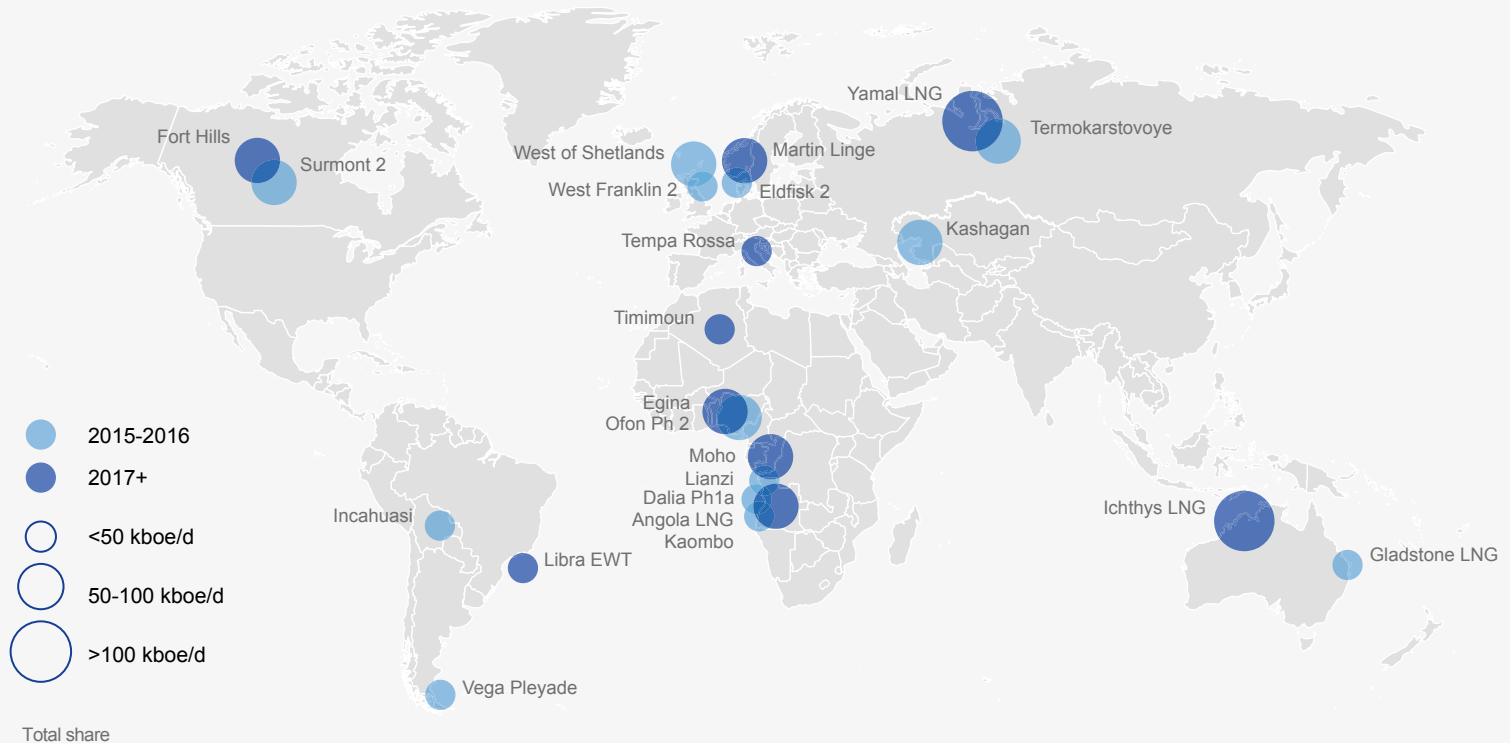 Yamal LNG
Termokarstovoye
Fort Hills
Surmont 2
West of Shetlands
Martin Linge
West Franklin 2
Eldfisk 2
Tempa Rossa
Kashagan
Timimoun
Egina
Ofon Ph 2
Moho
Lianzi
Dalia Ph1a
Angola LNG
Kaombo
Ichthys LNG
Gladstone LNG
Incahuasi
Libra EWT
Vega Pleyade
2015-2016
2017+
<50 kboe/d
50-100 kboe/d
>100 kboe/d
Total share